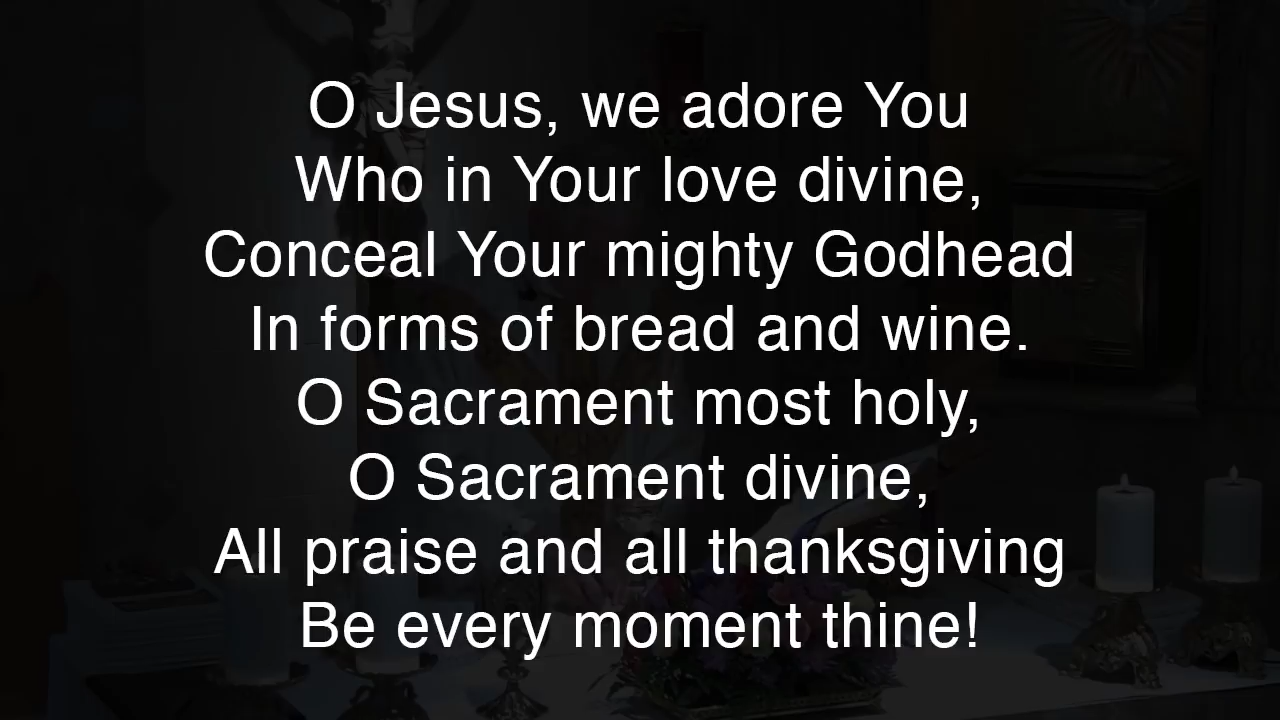 O Jesus, we adore You
Who in Your love divine,
Conceal Your mighty Godhead
In forms of bread and wine.
O Sacrament most holy,
O Sacrament divine,
All praise and all thanksgiving
Be every moment thine!